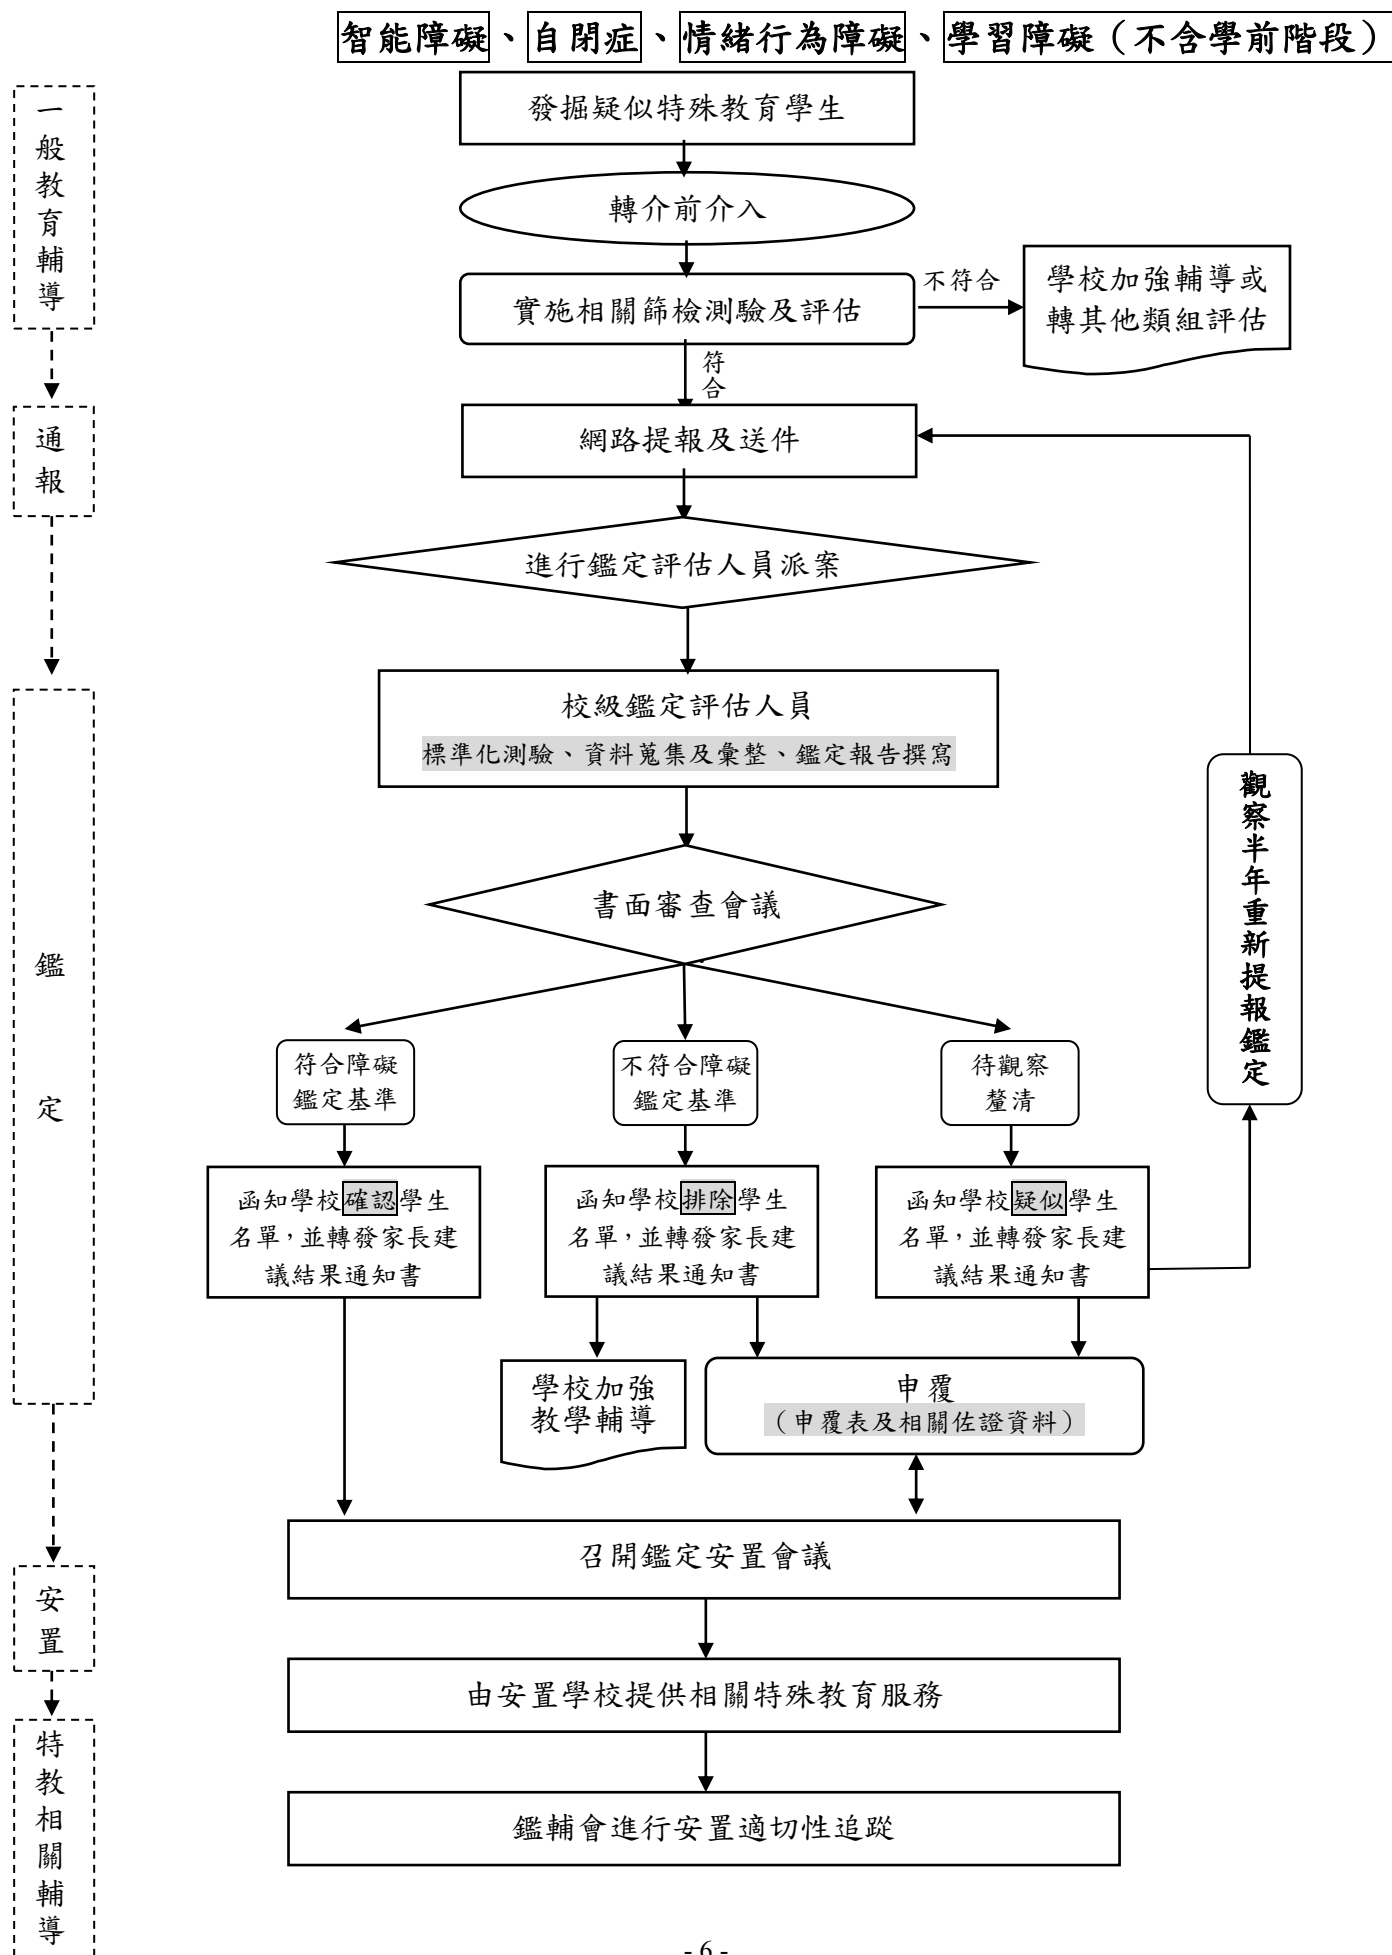 智能障礙、自閉症、情緒行為障礙、學習障礙（不含學前階段）
一般教育輔導
發掘疑似特殊教育學生
轉介前介入
實施相關篩檢測驗及評估
不符合
學校加強輔導或
轉其他類組評估
符合
通報
網路提報及送件
進行鑑定評估人員派案
鑑定
校級鑑定評估人員
標準化測驗、資料蒐集及彙整、鑑定報告撰寫
觀察半年重新提報鑑定
書面審查會議
符合障礙
鑑定基準
不符合障礙
鑑定基準
待觀察
釐清
函知學校確認學生
名單，並轉發家長建
議結果通知書
函知學校排除學生
名單，並轉發家長建
議結果通知書
函知學校疑似學生
名單，並轉發家長建
議結果通知書
學校加強
教學輔導
申覆
（申覆表及相關佐證資料）
安置
召開鑑定安置會議
由安置學校提供相關特殊教育服務
特教相關輔導
鑑輔會進行安置適切性追蹤
- 6 -